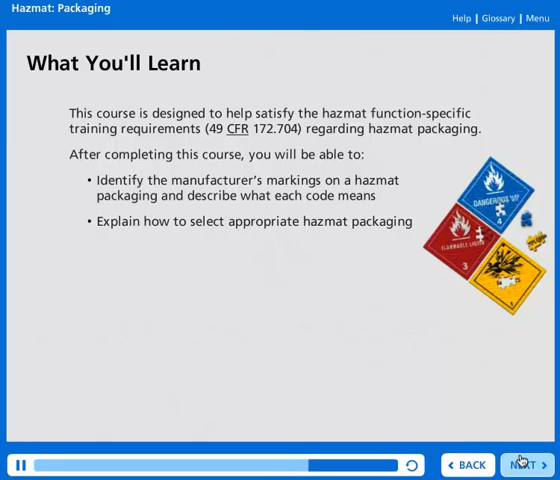 Hazmat: Packaging
Help | Glossary | Menu
What You'll Learn
This course is designed to help satisfy the hazmat function-specific
training requirements (49 CFR 172.704) regarding hazmat packaging.
After completing this course, you will be able to:
• Identify the manufacturer's markings on a hazmat
packaging and describe what each code means
• Explain how to select appropriate hazmat packaging
DANGEROUS
4
FLAMMABLE LIQUID
3
1
BACK
NEXT